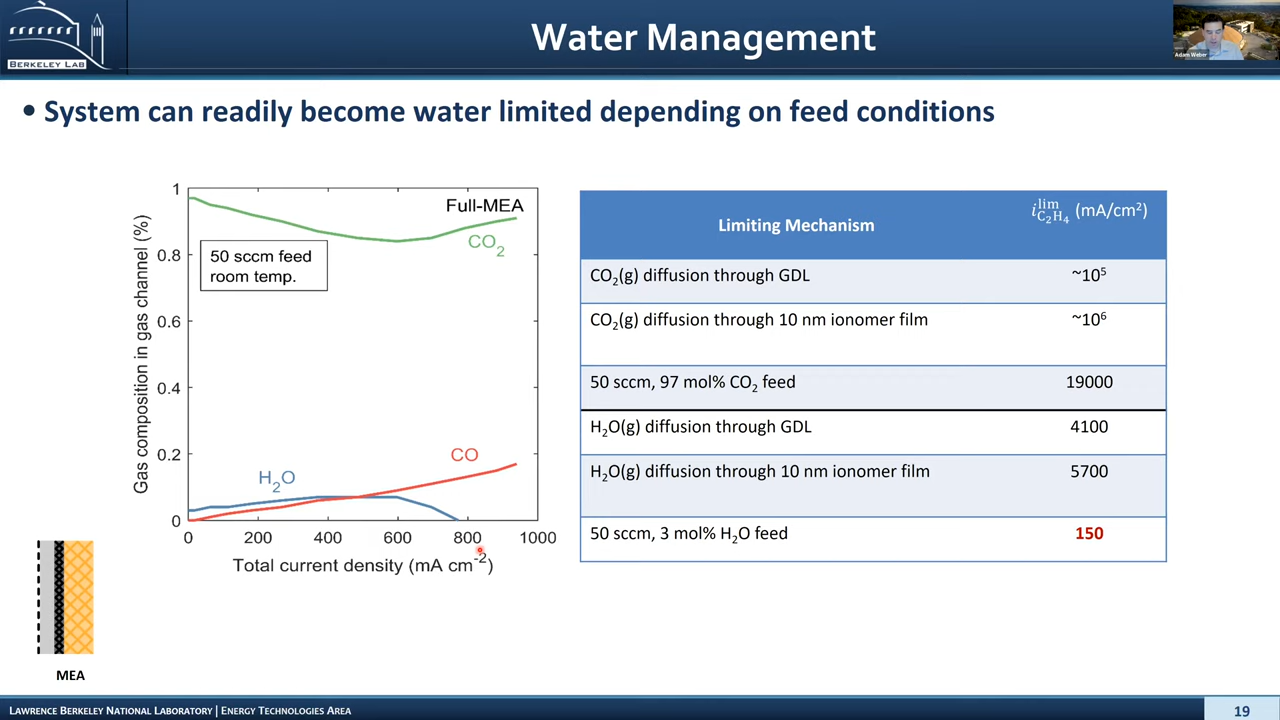 BERKELEY LAB
Water Management
Adam Weber
• System can readily become water limited depending on feed conditions
Gas composition in gas channel (%)
1
0.8
0.6
0.4
0.2
0
Full-MEA
CO₂
50 sccm feed
room temp.
H₂O
CO
0 200 400 600 800 1000
Total current density (mA cm⁻²)
MEA
Limiting Mechanism i_{C₂H₄}^{lim} (mA/cm²)
CO₂(g) diffusion through GDL ~10⁵
CO₂(g) diffusion through 10 nm ionomer film ~10⁶
50 sccm, 97 mol% CO₂ feed 19000
H₂O(g) diffusion through GDL 4100
H₂O(g) diffusion through 10 nm ionomer film 5700
50 sccm, 3 mol% H₂O feed 150
LAWRENCE BERKELEY NATIONAL LABORATORY | ENERGY TECHNOLOGIES AREA
19